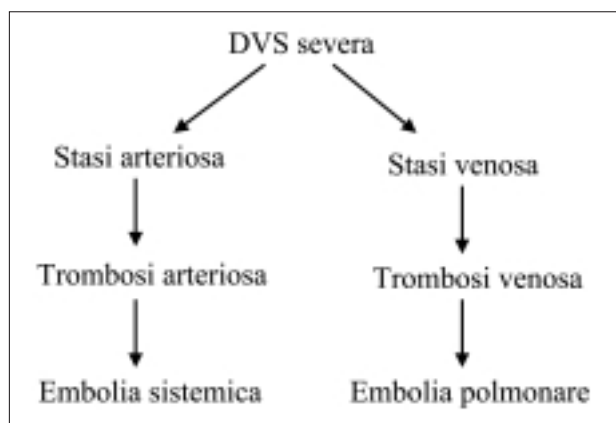 DVS severa
Stasi arteriosa
Stasi venosa
Trombosi arteriosa
Trombosi venosa
Embolia sistemica
Embolia polmonare